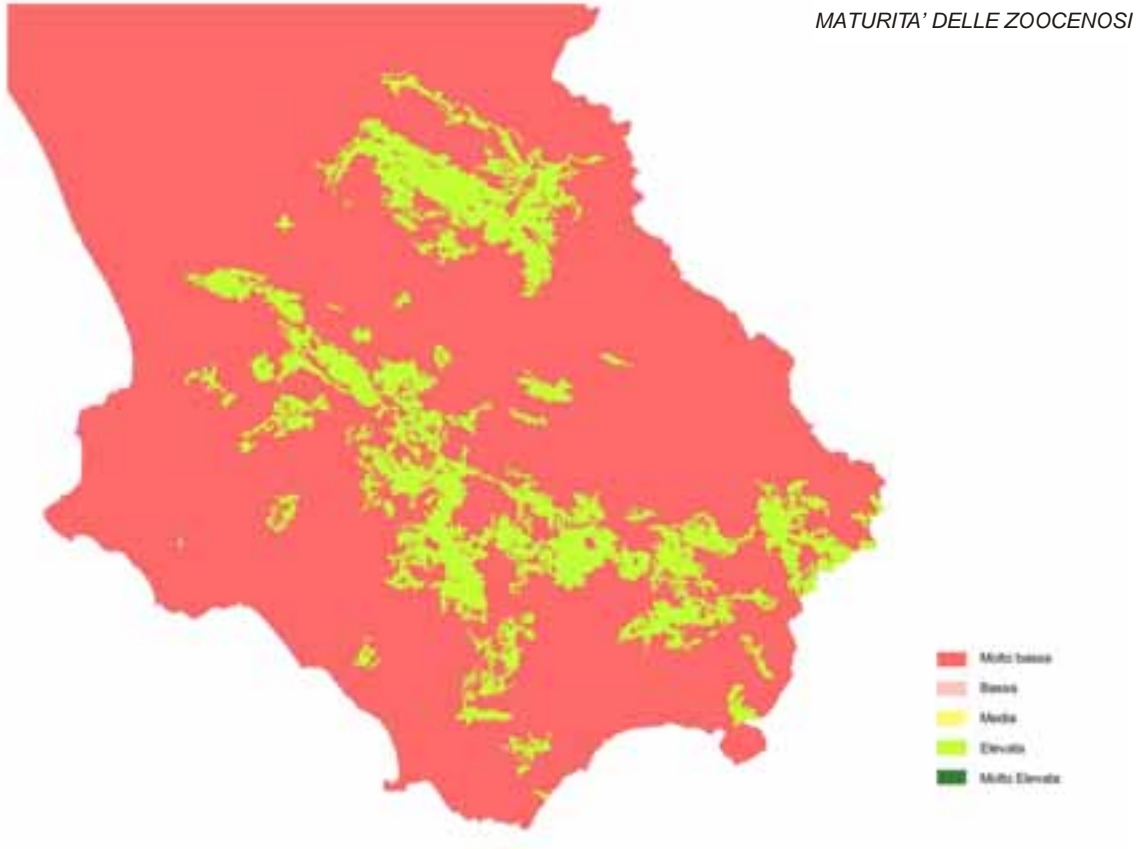 MATURITA' DELLE ZOOCENOSI
Molto bassa
Bassa
Media
Elevata
Molto Elevata